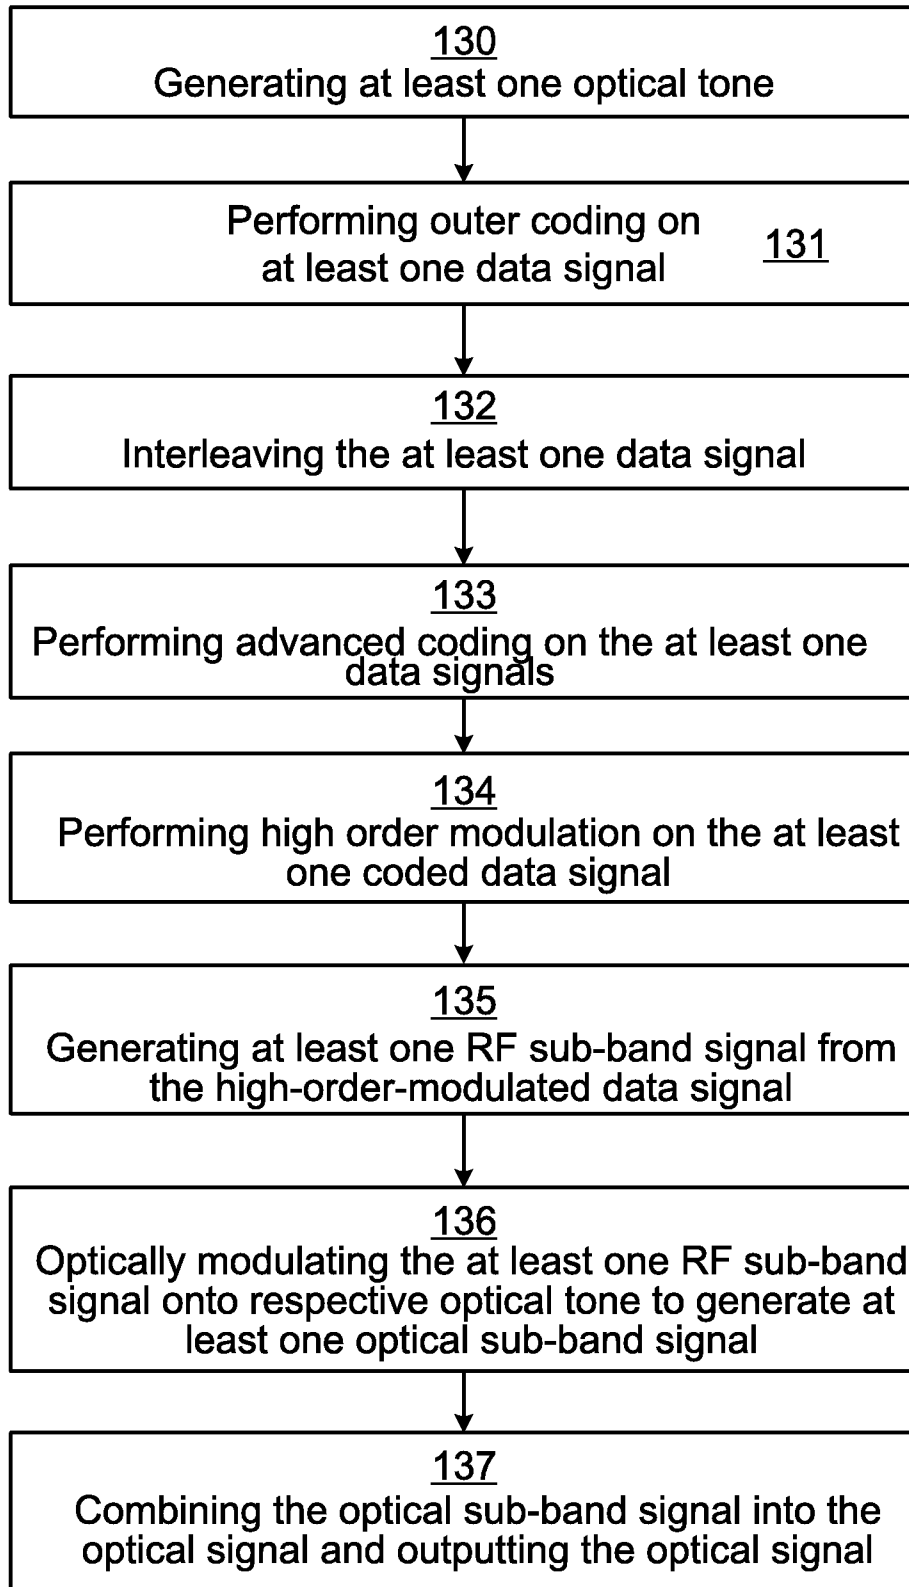 130
Generating at least one optical tone
Performing outer coding on
at least one data signal
131
132
Interleaving the at least one data signal
133
Performing advanced coding on the at least one
data signals
134
Performing high order modulation on the at least
one coded data signal
135
Generating at least one RF sub-band signal from
the high-order-modulated data signal
136
Optically modulating the at least one RF sub-band
signal onto respective optical tone to generate at
least one optical sub-band signal
137
Combining the optical sub-band signal into the
optical signal and outputting the optical signal